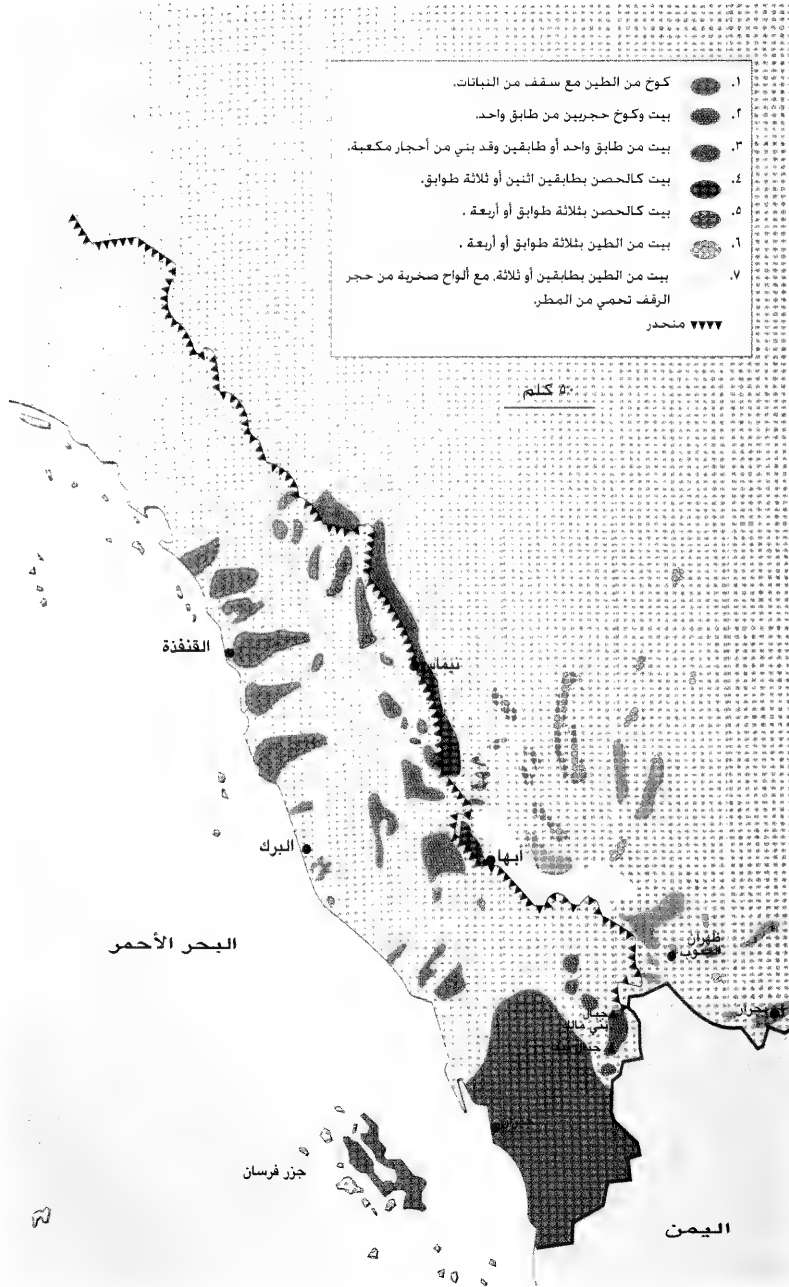 ١. كوخ من الطين مع سقف من النباتات.
٢. بيت وكوخ حجريين من طابق واحد.
٣. بيت من طابق واحد أو طابقين وقد بني من أحجار مكعبة.
٤. بيت كالحصن بطابقين اثنين أو ثلاثة طوابق.
٥. بيت كالحصن بثلاثة طوابق أو أربعة .
٦. بيت من الطين بثلاثة طوابق أو أربعة .
٧. بيت من الطين بطابقين أو ثلاثة، مع ألواح صخرية من حجر
الرقف تحمي من المطر.
منحدر
٥٠ كلم
القنفذة
البرك
أبها
البحر الأحمر
ظهران
جبال
بني مالك
جزر فرسان
اليمن